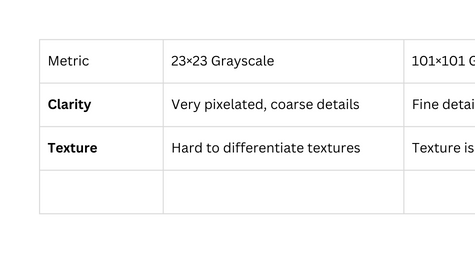 Metric 23×23 Grayscale 101×101 G
Clarity Very pixelated, coarse details Fine detai
Texture Hard to differentiate textures Texture is